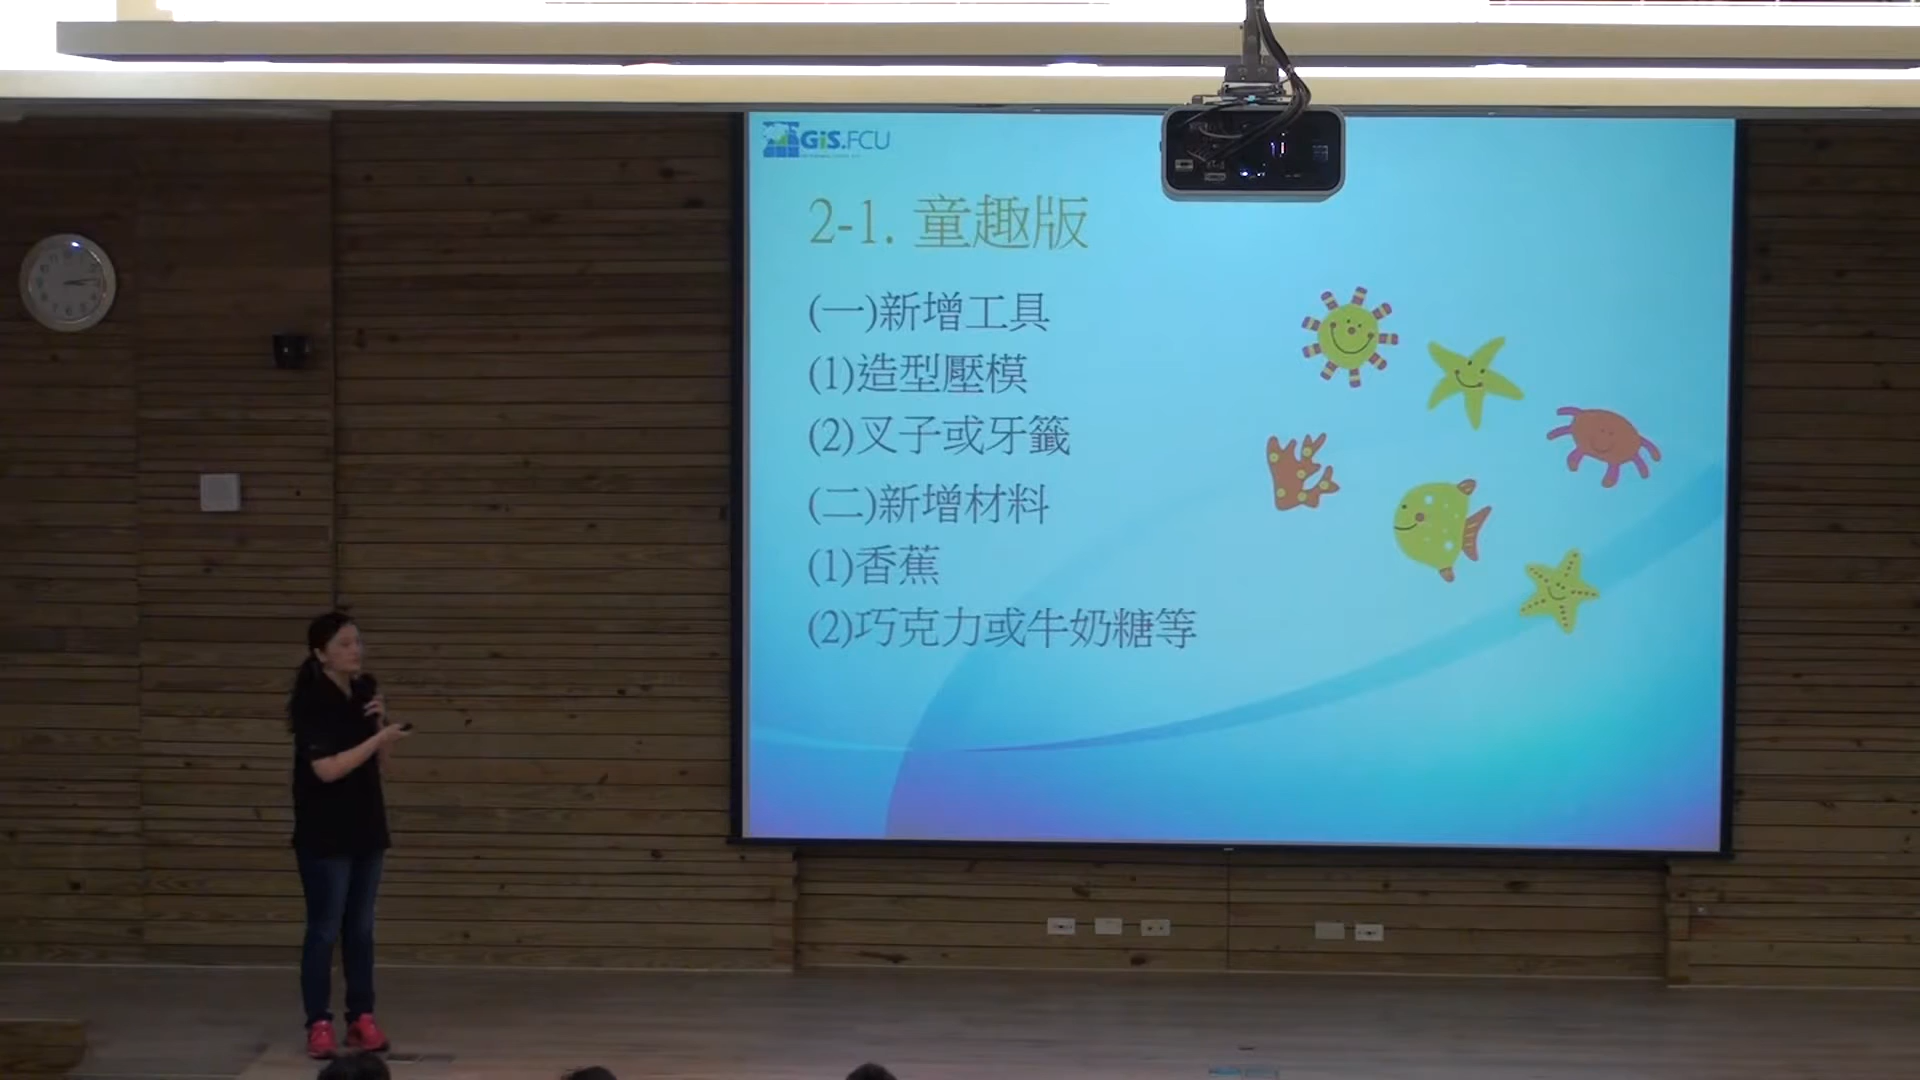 GiS.FCU
2-1. 童趣版
(一)新增工具
(1)造型壓模
(2)叉子或牙籤
(二)新增材料
(1)香蕉
(2)巧克力或牛奶糖等